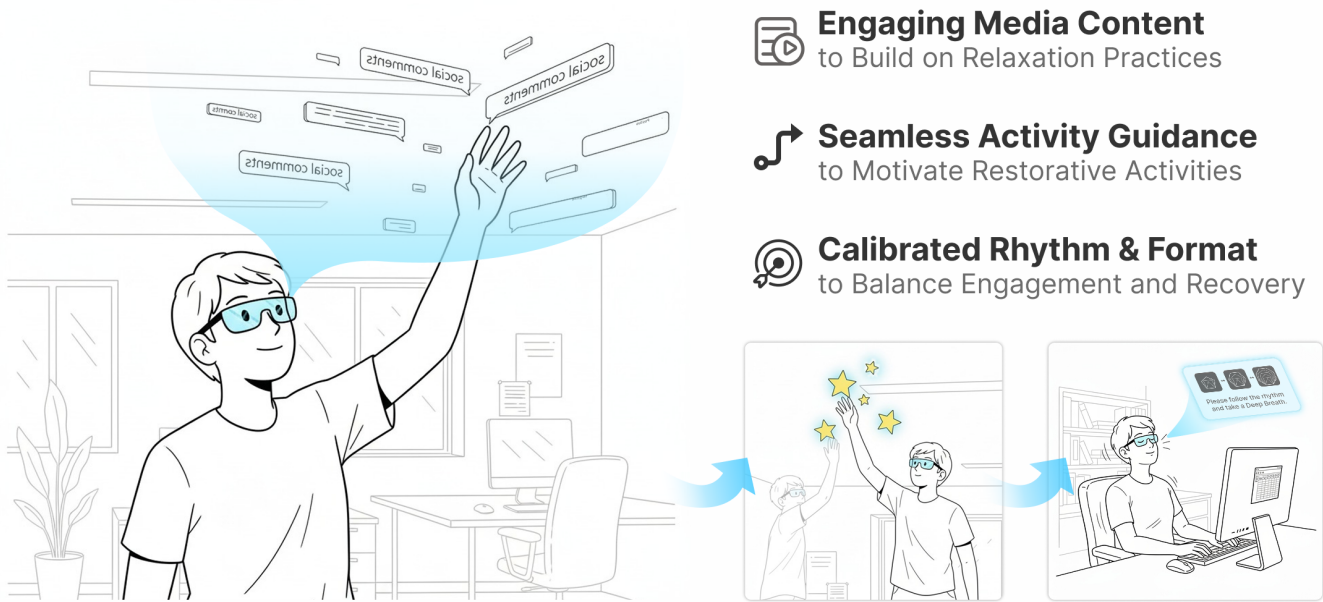 social comments
social comments
social comnts
social comments
Engaging Media Content
to Build on Relaxation Practices
Seamless Activity Guidance
to Motivate Restorative Activities
Calibrated Rhythm & Format
to Balance Engagement and Recovery
Please follow the rhythm
and take a Deep Breath.